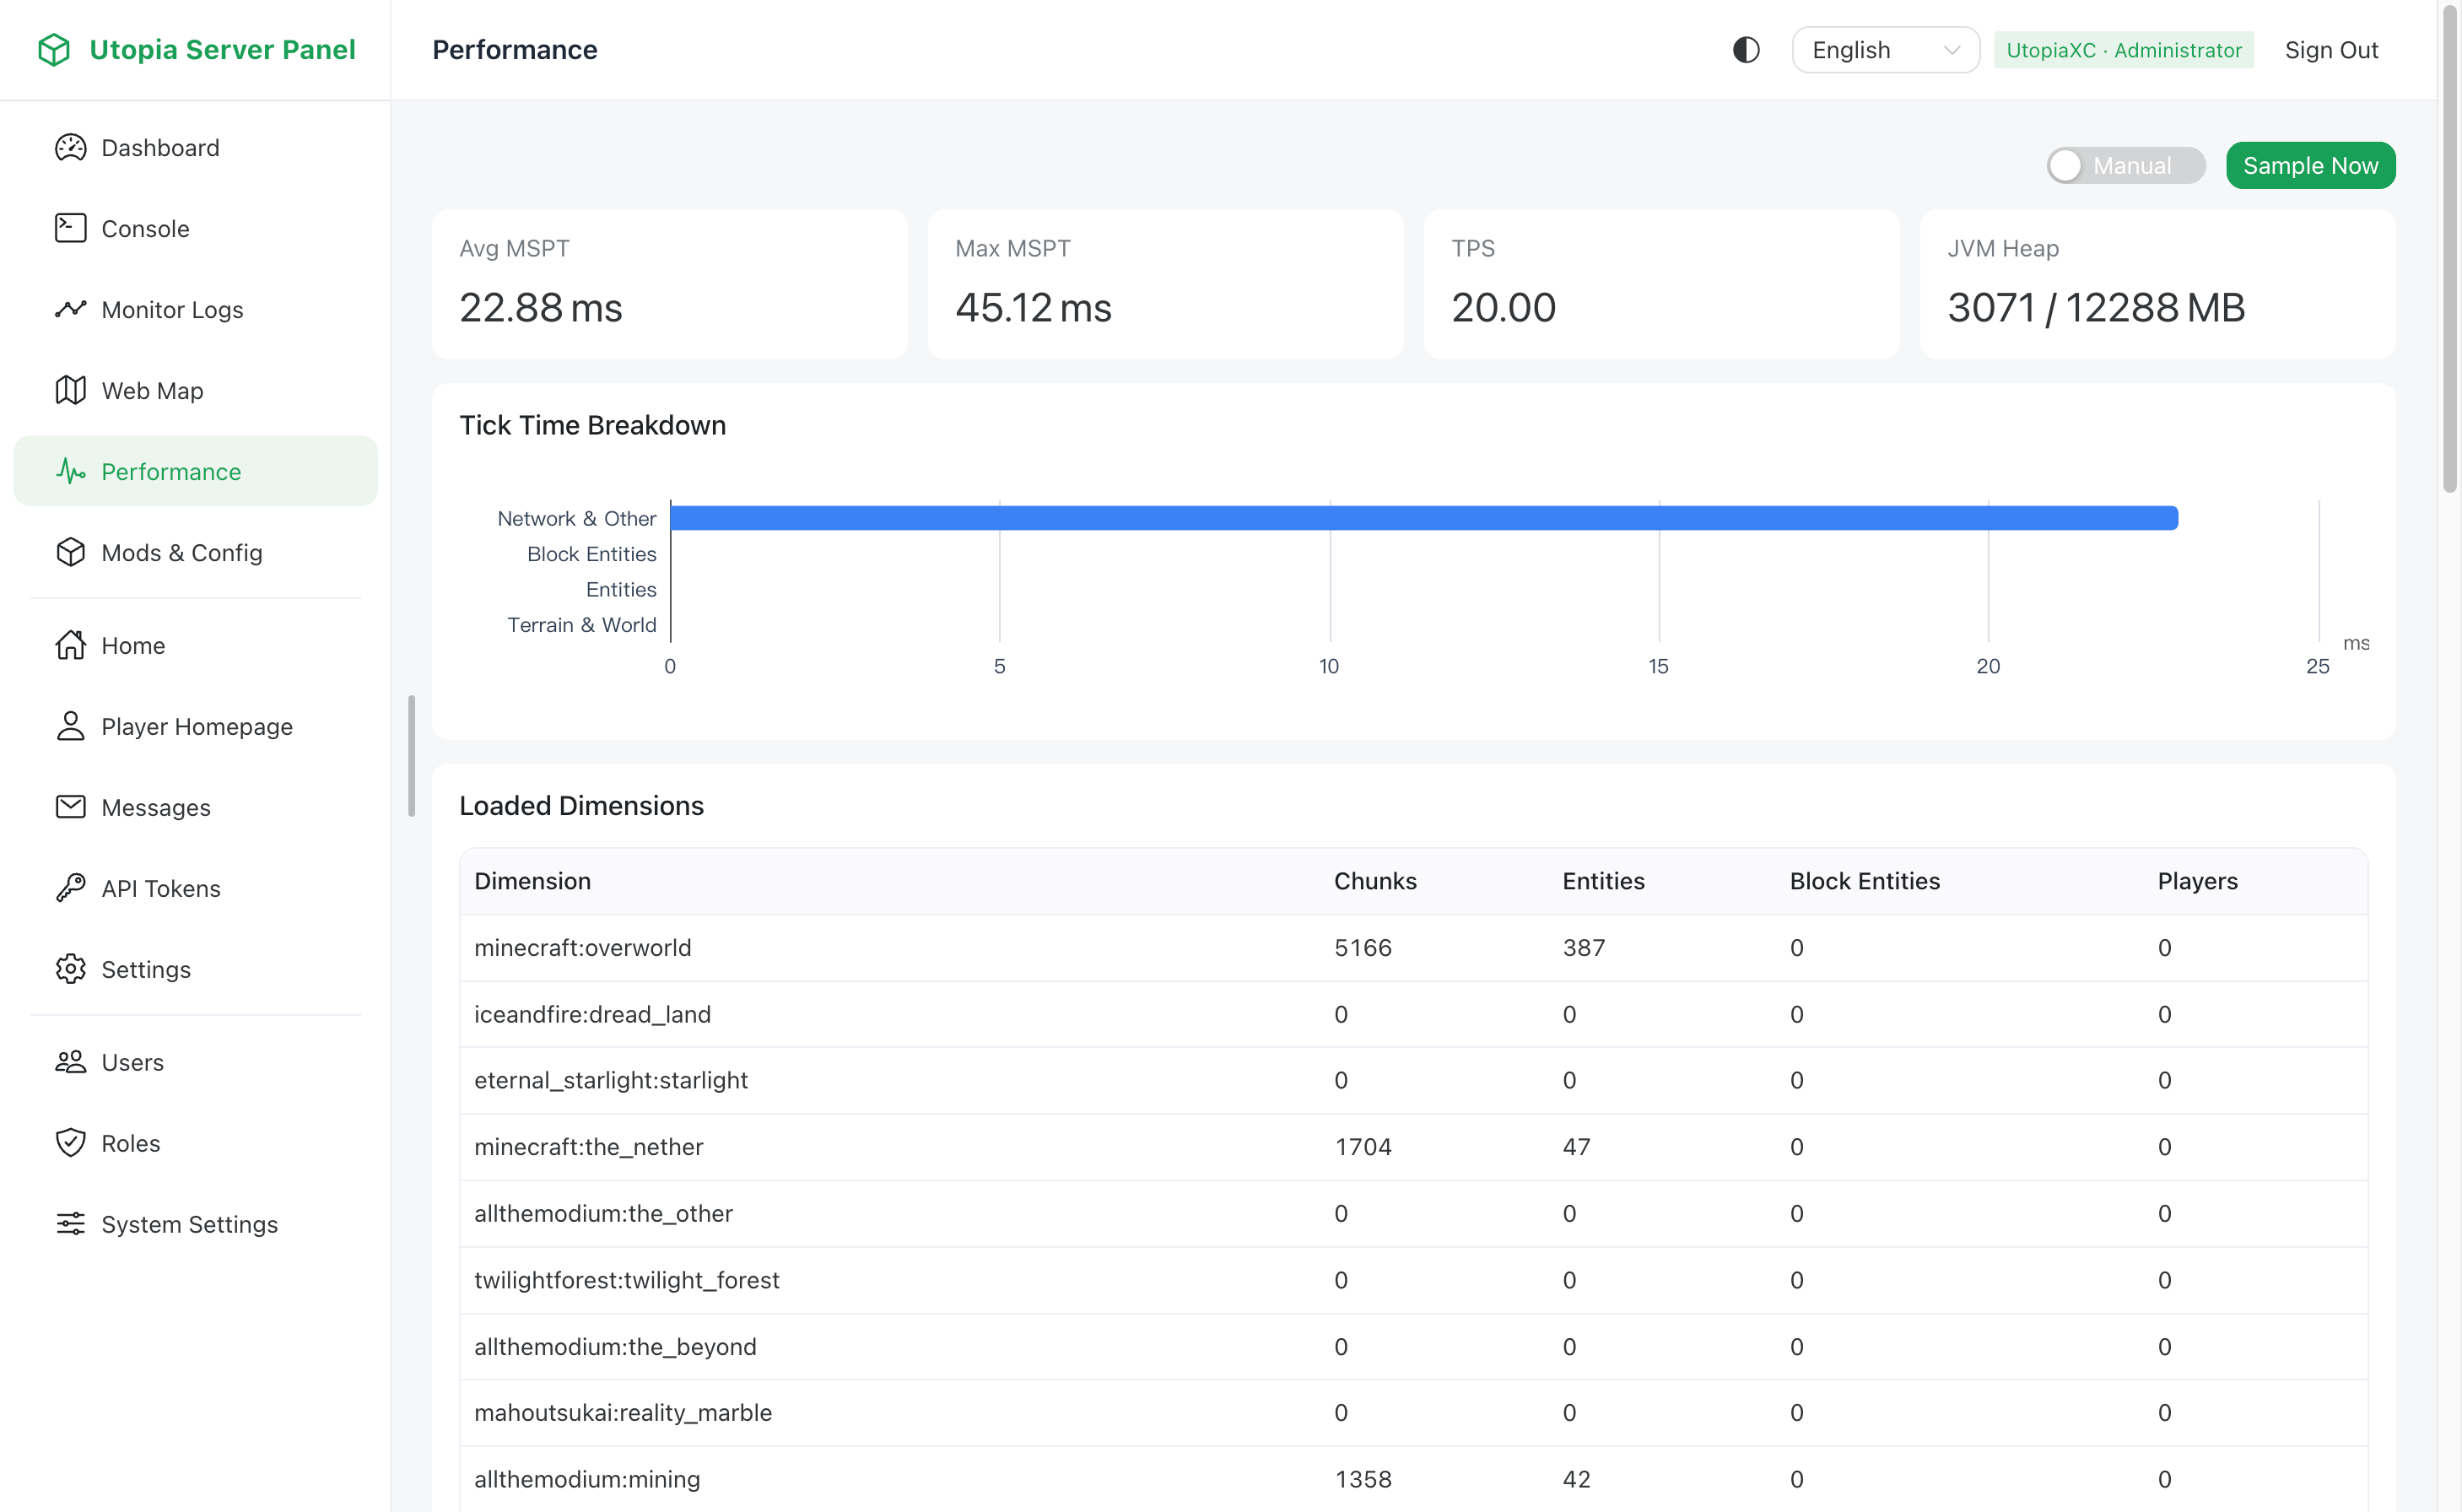 Utopia Server Panel
Performance
English
UtopiaXC · Administrator
Sign Out
Dashboard
Console
Monitor Logs
Web Map
Performance
Mods & Config
Home
Player Homepage
Messages
API Tokens
Settings
Users
Roles
System Settings
Manual
Sample Now
Avg MSPT
22.88 ms
Max MSPT
45.12 ms
TPS
20.00
JVM Heap
3071 / 12288 MB
Tick Time Breakdown
Network & Other
Block Entities
Entities
Terrain & World
ms
0 5 10 15 20 25
Loaded Dimensions
Dimension Chunks Entities Block Entities Players
minecraft:overworld 5166 387 0 0
iceandfire:dread_land 0 0 0 0
eternal_starlight:starlight 0 0 0 0
minecraft:the_nether 1704 47 0 0
allthemodium:the_other 0 0 0 0
twilightforest:twilight_forest 0 0 0 0
allthemodium:the_beyond 0 0 0 0
mahoutsukai:reality_marble 0 0 0 0
allthemodium:mining 1358 42 0 0